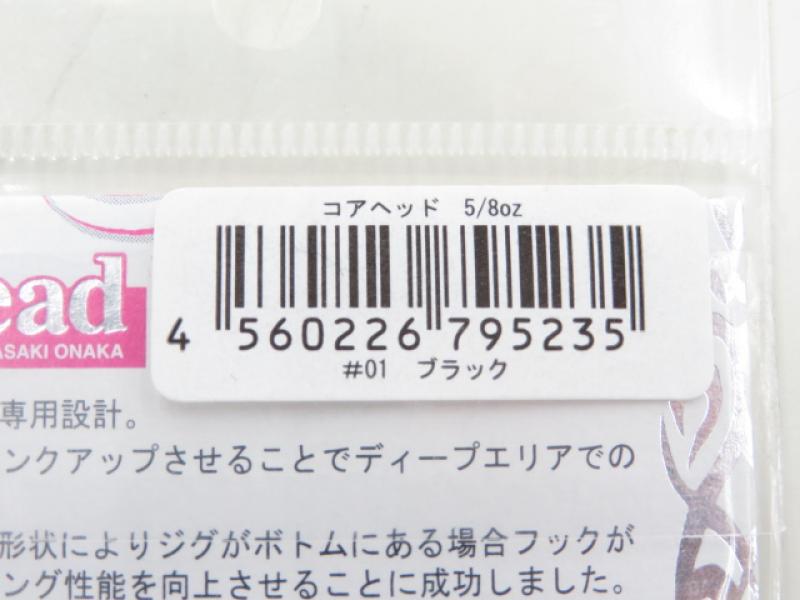 コアヘッド 5/8oz
4 560226 795235
#01 ブラック
ead
ASAKI ONAKA
専用設計。
ンクアップさせることでディープエリアでの
形状によりジグがボトムにある場合フックが
ング性能を向上させることに成功しました。